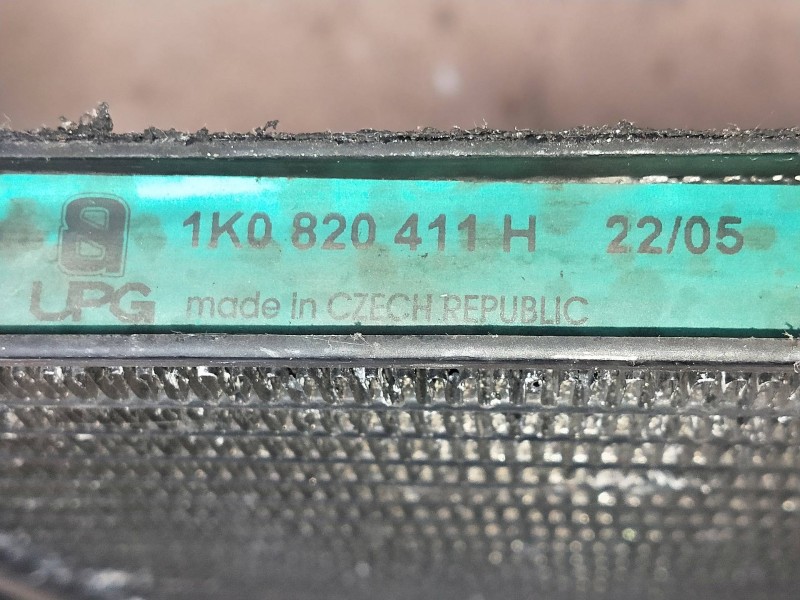 1K0 820 411 H 22/05
UPG made in CZECH REPUBLIC